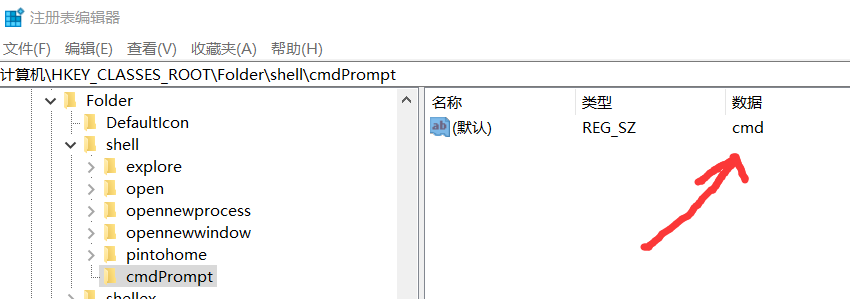 注册表编辑器
文件(F) 编辑(E) 查看(V) 收藏夹(A) 帮助(H)
计算机\HKEY_CLASSES_ROOT\Folder\shell\cmdPrompt
Folder
DefaultIcon
shell
explore
open
opennewprocess
opennewwindow
pintohome
cmdPrompt
shellex
名称 类型 数据
ab (默认) REG_SZ cmd